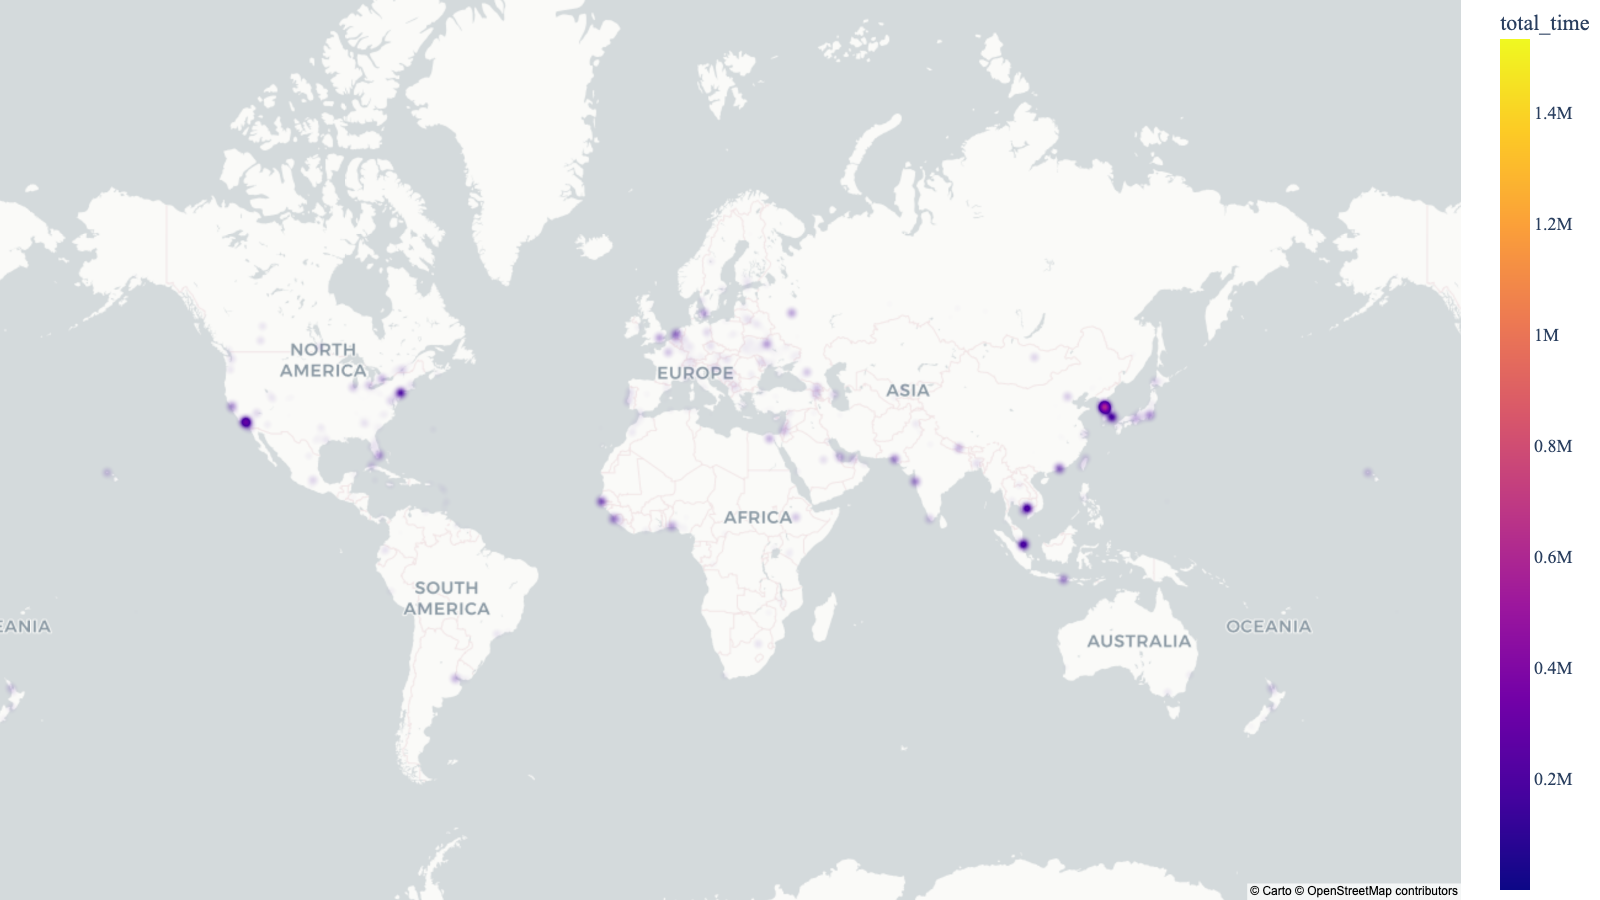 total_time
1.4M
1.2M
1M
0.8M
0.6M
0.4M
0.2M
NORTH
AMERICA
EUROPE
ASIA
AFRICA
SOUTH
AMERICA
EANIA
AUSTRALIA
OCEANIA
© Carto © OpenStreetMap contributors